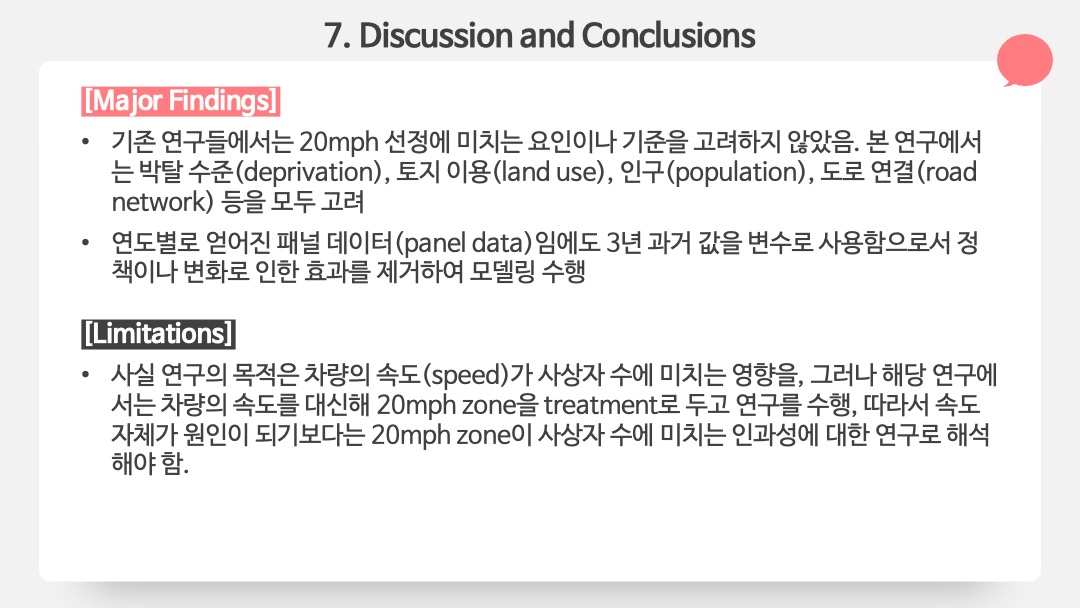 7. Discussion and Conclusions
[Major Findings]
• 기존 연구들에서는 20mph 선정에 미치는 요인이나 기준을 고려하지 않았음. 본 연구에서
는 박탈 수준(deprivation), 토지 이용(land use), 인구(population), 도로 연결(road
network) 등을 모두 고려
• 연도별로 얻어진 패널 데이터(panel data)임에도 3년 과거 값을 변수로 사용함으로서 정
책이나 변화로 인한 효과를 제거하여 모델링 수행
[Limitations]
• 사실 연구의 목적은 차량의 속도(speed)가 사상자 수에 미치는 영향을, 그러나 해당 연구에
서는 차량의 속도를 대신해 20mph zone을 treatment로 두고 연구를 수행, 따라서 속도
자체가 원인이 되기보다는 20mph zone이 사상자 수에 미치는 인과성에 대한 연구로 해석
해야 함.